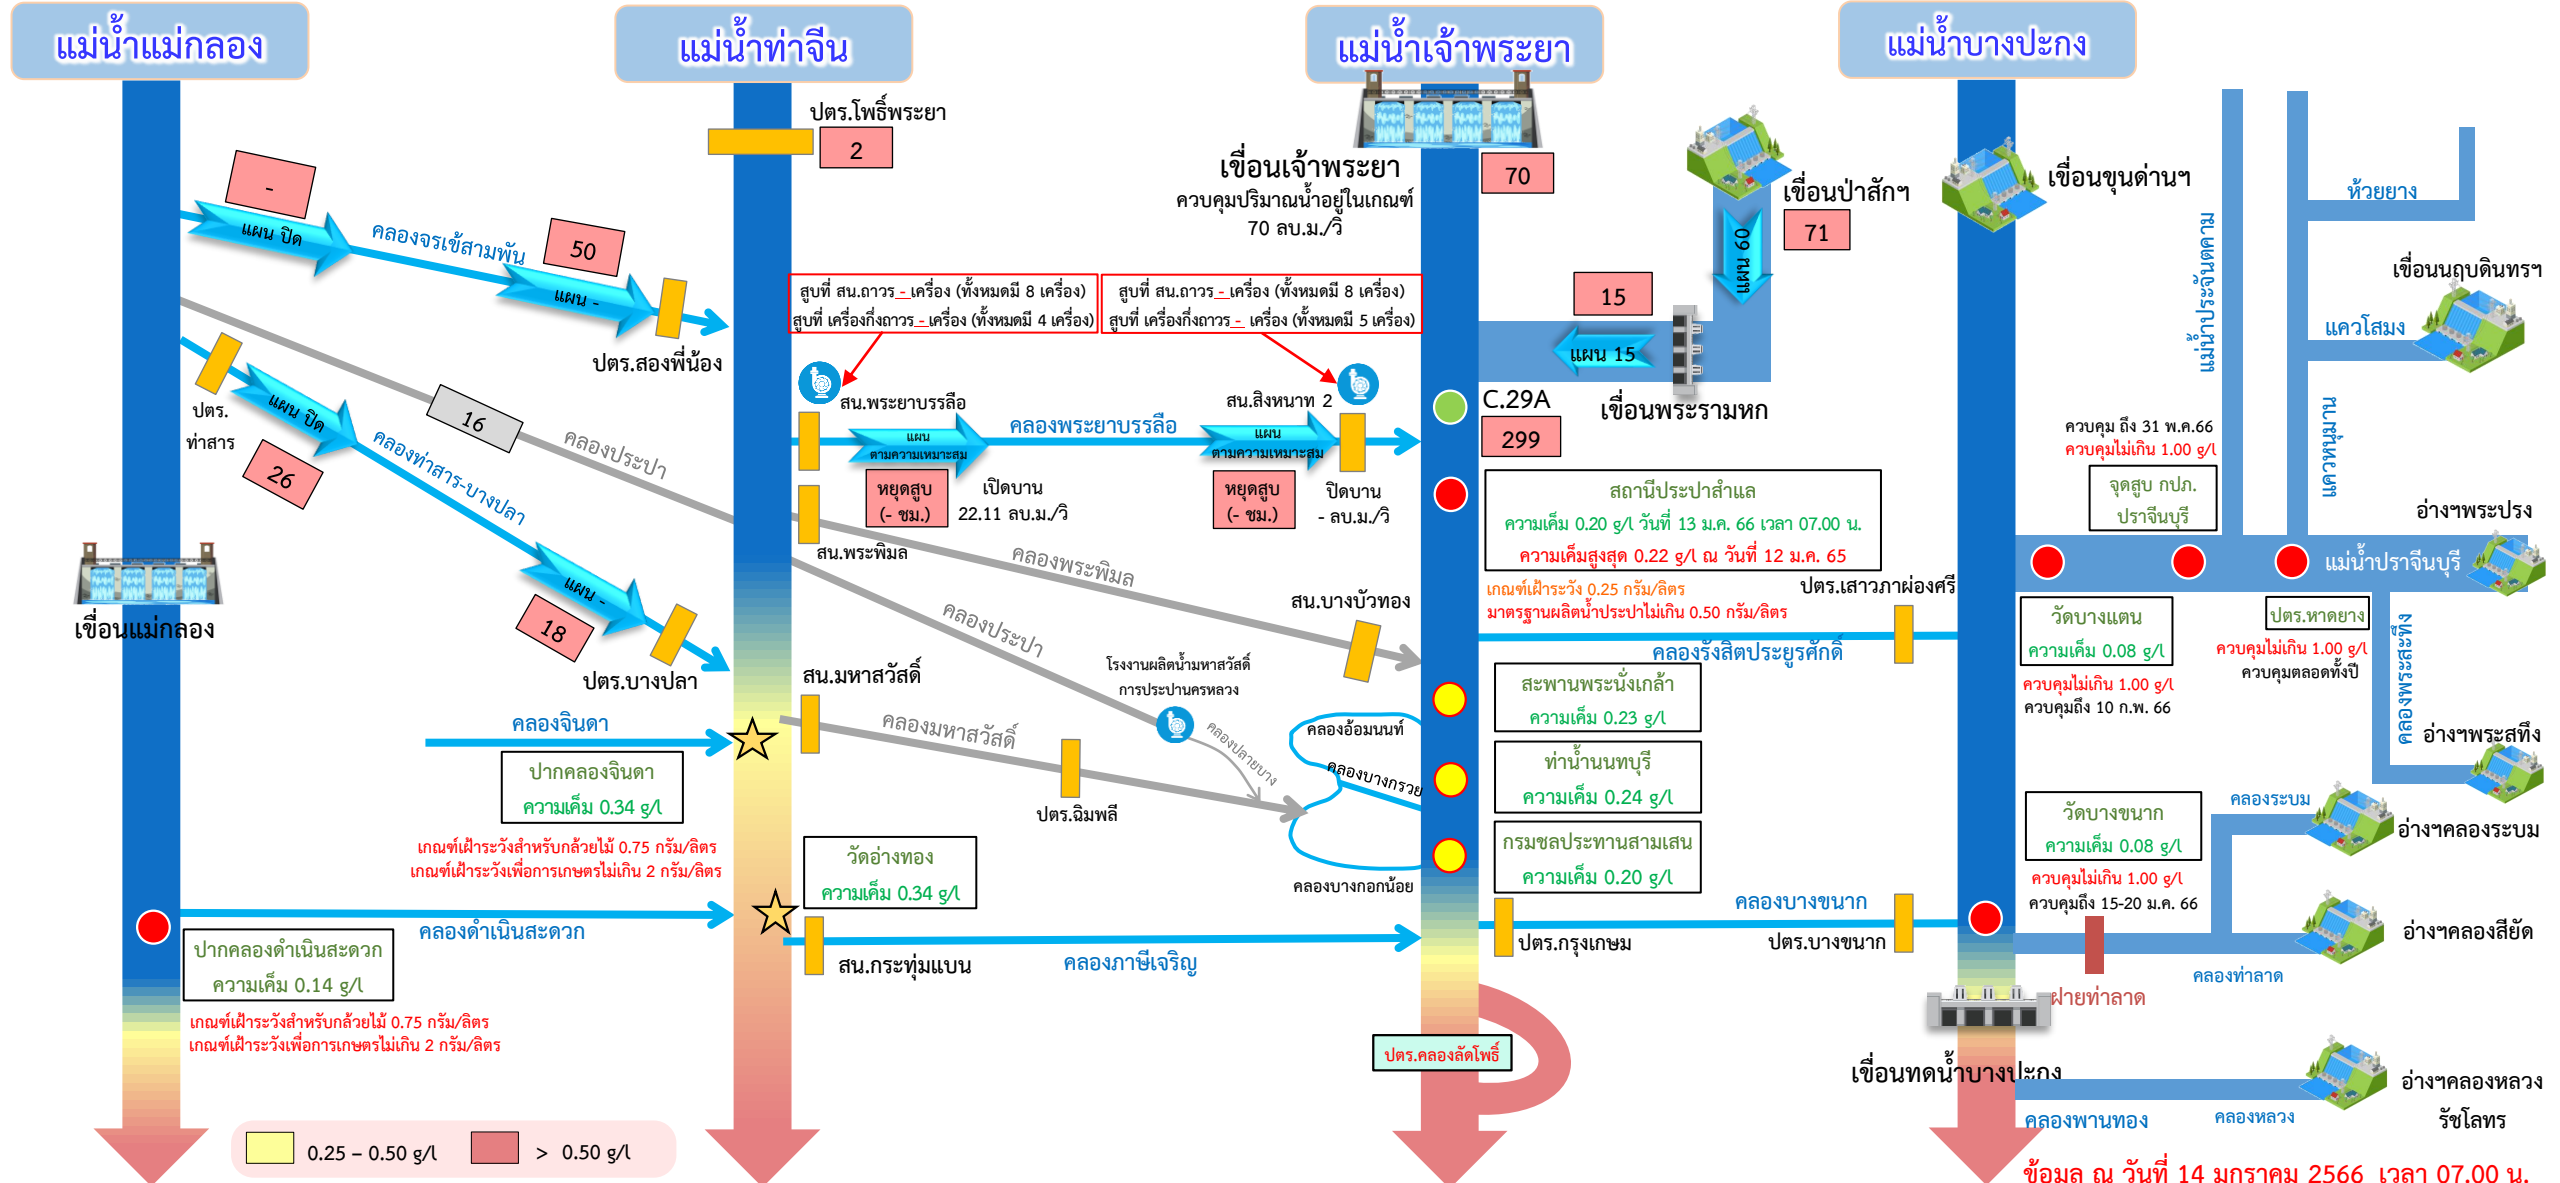 แม่น้ำแม่กลอง
แม่น้ำท่าจีน
แม่น้ำเจ้าพระยา
แม่น้ำบางปะกง
-
แผน ปิด
คลองจรเข้สามพัน
50
แผน -
ปตร.สองพี่น้อง
ปตร.
ท่าสาร
แผน ปิด
26
16
คลองประปา
คลองท่าสาร-บางปลา
แผน -
18
ปตร.บางปลา
เขื่อนแม่กลอง
คลองจินดา
ปากคลองจินดา
ความเค็ม 0.34 g/l
เกณฑ์เฝ้าระวังสำหรับกล้วยไม้ 0.75 กรัม/ลิตร
เกณฑ์เฝ้าระวังเพื่อการเกษตรไม่เกิน 2 กรัม/ลิตร
คลองดำเนินสะดวก
ปากคลองดำเนินสะดวก
ความเค็ม 0.14 g/l
เกณฑ์เฝ้าระวังสำหรับกล้วยไม้ 0.75 กรัม/ลิตร
เกณฑ์เฝ้าระวังเพื่อการเกษตรไม่เกิน 2 กรัม/ลิตร
0.25 – 0.50 g/l
> 0.50 g/l
ปตร.โพธิ์พระยา
2
สูบที่ สน.ถาวร - เครื่อง (ทั้งหมดมี 8 เครื่อง)
สูบที่ เครื่องกึ่งถาวร - เครื่อง (ทั้งหมดมี 4 เครื่อง)
สูบที่ สน.ถาวร - เครื่อง (ทั้งหมดมี 8 เครื่อง)
สูบที่ เครื่องกึ่งถาวร - เครื่อง (ทั้งหมดมี 5 เครื่อง)
สน.พระยาบรรลือ
แผน
ตามความเหมาะสม
คลองพระยาบรรลือ
สน.สิงหนาท 2
แผน
ตามความเหมาะสม
หยุดสูบ
(- ซม.)
เปิดบาน
22.11 ลบ.ม./วิ
หยุดสูบ
(- ซม.)
ปิดบาน
- ลบ.ม./วิ
สน.พระพิมล
คลองพระพิมล
สน.บางบัวทอง
คลองประปา
โรงงานผลิตน้ำมหาสวัสดิ์
การประปานครหลวง
สน.มหาสวัสดิ์
คลองมหาสวัสดิ์
คลองปลายบาง
ปตร.ฉิมพลี
คลองอ้อมนนท์
คลองบางกรวย
คลองบางกอกน้อย
วัดอ่างทอง
ความเค็ม 0.34 g/l
สน.กระทุ่มแบน
คลองภาษีเจริญ
เขื่อนเจ้าพระยา
ควบคุมปริมาณน้ำอยู่ในเกณฑ์
70 ลบ.ม./วิ
70
เขื่อนป่าสักฯ
71
แผน 60
15
แผน 15
เขื่อนพระรามหก
C.29A
299
สถานีประปาสำแล
ความเค็ม 0.20 g/l วันที่ 13 ม.ค. 66 เวลา 07.00 น.
ความเค็มสูงสุด 0.22 g/l ณ วันที่ 12 ม.ค. 65
เกณฑ์เฝ้าระวัง 0.25 กรัม/ลิตร
มาตรฐานผลิตน้ำประปาไม่เกิน 0.50 กรัม/ลิตร
ปตร.เสาวภาผ่องศรี
คลองรังสิตประยูรศักดิ์
สะพานพระนั่งเกล้า
ความเค็ม 0.23 g/l
ท่าน้ำนนทบุรี
ความเค็ม 0.24 g/l
กรมชลประทานสามเสน
ความเค็ม 0.20 g/l
ปตร.กรุงเกษม
คลองบางขนาก
ปตร.บางขนาก
ปตร.คลองลัดโพธิ์
เขื่อนขุนด่านฯ
แม่น้ำประจันตคาม
ห้วยยาง
เขื่อนนฤบดินทรฯ
แควโสมง
แควหนุมาน
ควบคุม ถึง 31 พ.ค.66
ควบคุมไม่เกิน 1.00 g/l
จุดสูบ กปภ.
ปราจีนบุรี
อ่างฯพระปรง
แม่น้ำปราจีนบุรี
วัดบางแตน
ความเค็ม 0.08 g/l
ควบคุมไม่เกิน 1.00 g/l
ควบคุมถึง 10 ก.พ. 66
ปตร.หาดยาง
ควบคุมไม่เกิน 1.00 g/l
ควบคุมตลอดทั้งปี
คลองพระสะทึง
อ่างฯพระสทึง
วัดบางขนาก
ความเค็ม 0.08 g/l
ควบคุมไม่เกิน 1.00 g/l
ควบคุมถึง 15-20 ม.ค. 66
คลองระบม
อ่างฯคลองระบม
อ่างฯคลองสียัด
คลองท่าลาด
ฝายท่าลาด
เขื่อนทดน้ำบางปะกง
อ่างฯคลองหลวง
รัชโลทร
คลองพานทอง
คลองหลวง
ข้อมูล ณ วันที่ 14 มกราคม 2566 เวลา 07.00 น.